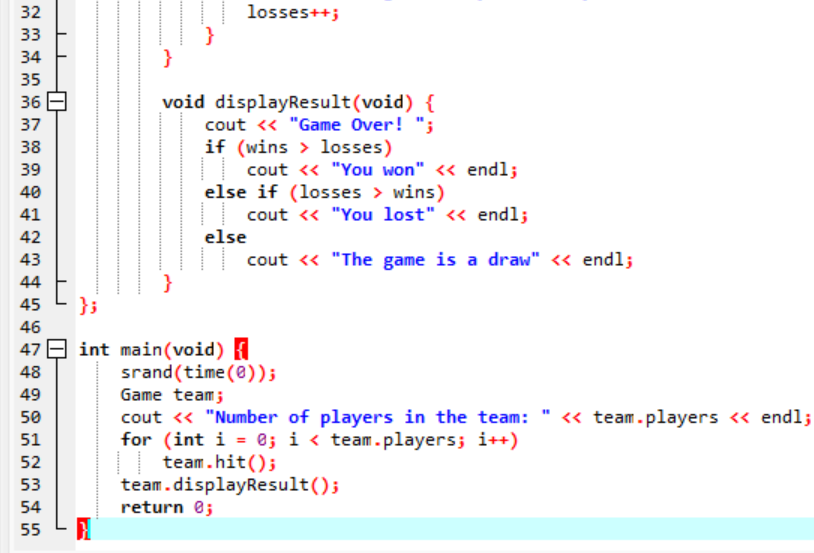 32 losses++;
33 }
34 }
35
36 void displayResult(void) {
37 cout << "Game Over! ";
38 if (wins > losses)
39 cout << "You won" << endl;
40 else if (losses > wins)
41 cout << "You lost" << endl;
42 else
43 cout << "The game is a draw" << endl;
44 }
45 };
46
47 int main(void) {
48 srand(time(0));
49 Game team;
50 cout << "Number of players in the team: " << team.players << endl;
51 for (int i = 0; i < team.players; i++)
52 team.hit();
53 team.displayResult();
54 return 0;
55 }